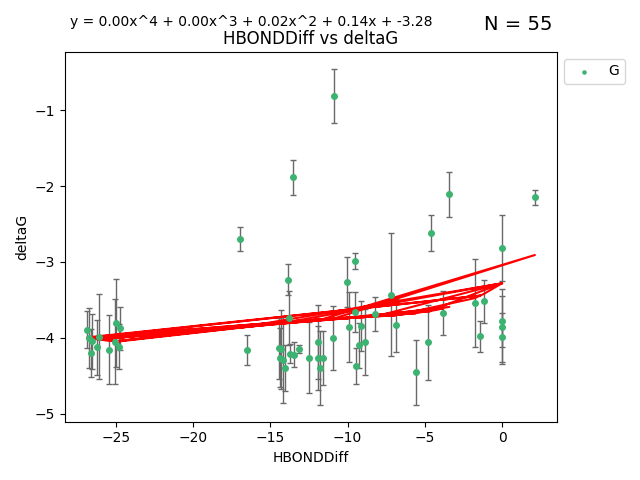 y = 0.00x^4 + 0.00x^3 + 0.02x^2 + 0.14x + -3.28
N = 55
HBONDDiff vs deltaG
G
−1
−2
−3
−4
−5
deltaG
−25
−20
−15
−10
−5
0
HBONDDiff